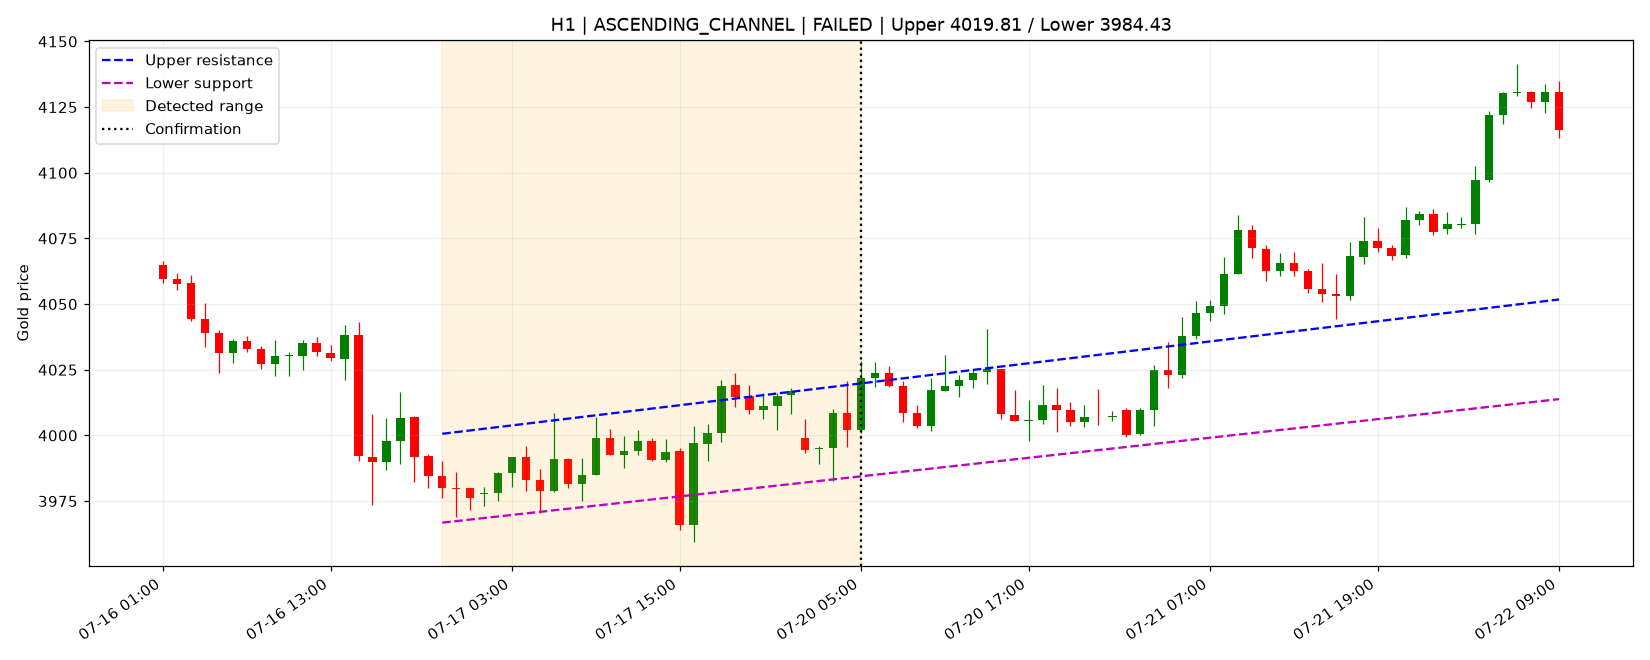 H1 | ASCENDING_CHANNEL | FAILED | Upper 4019.81 / Lower 3984.43
Upper resistance
Lower support
Detected range
Confirmation
Gold price
4150
4125
4100
4075
4050
4025
4000
3975
07-16 01:00
07-16 13:00
07-17 03:00
07-17 15:00
07-20 05:00
07-20 17:00
07-21 07:00
07-21 19:00
07-22 09:00